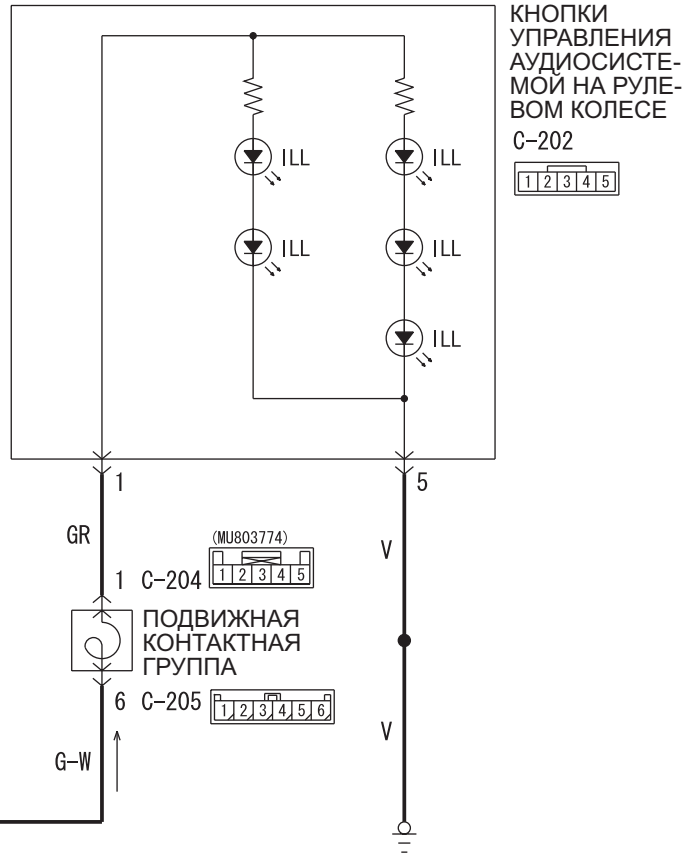 КНОПКИ
УПРАВЛЕНИЯ
АУДИОСИСТЕ-
МОЙ НА РУЛЕ-
ВОМ КОЛЕСЕ
C-202
1 2 3 4 5
ILL ILL
ILL ILL
ILL
1 5
GR
(MU803774)
V
1 C-204 1 2 3 4 5
ПОДВИЖНАЯ
КОНТАКТНАЯ
ГРУППА
6 C-205 1 2 3 4 5 6
V
G-W